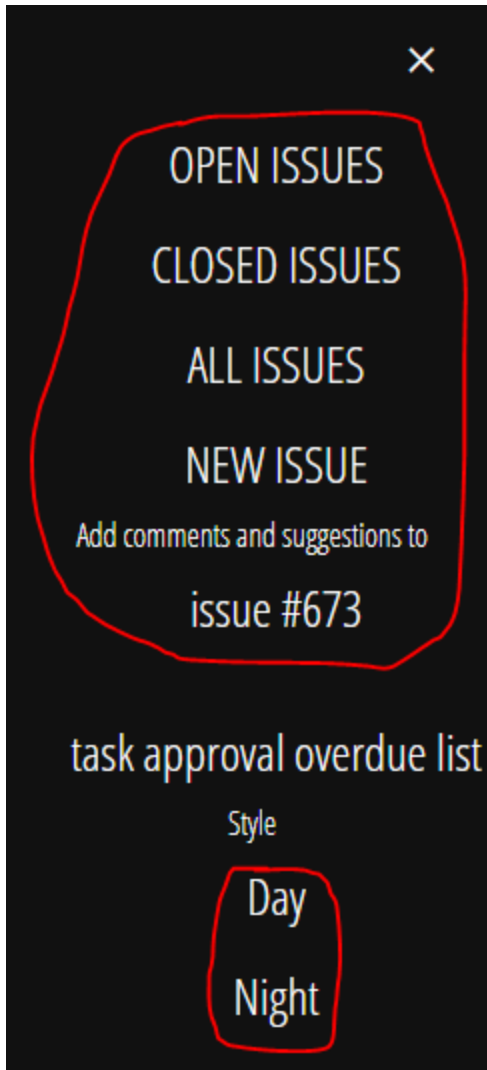 ×
OPEN ISSUES
CLOSED ISSUES
ALL ISSUES
NEW ISSUE
Add comments and suggestions to
issue #673
task approval overdue list
Style
Day
Night